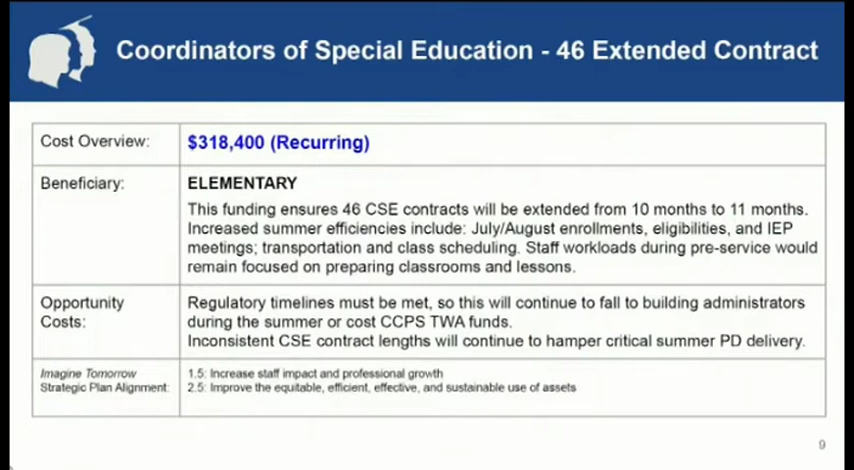 Coordinators of Special Education - 46 Extended Contract
Cost Overview:
$318,400 (Recurring)
Beneficiary:
ELEMENTARY
This funding ensures 46 CSE contracts will be extended from 10 months to 11 months.
Increased summer efficiencies include: July/August enrollments, eligibilities, and IEP
meetings; transportation and class scheduling. Staff workloads during pre-service would
remain focused on preparing classrooms and lessons.
Opportunity
Costs:
Regulatory timelines must be met, so this will continue to fall to building administrators
during the summer or cost CCPS TWA funds.
Inconsistent CSE contract lengths will continue to hamper critical summer PD delivery.
Imagine Tomorrow
Strategic Plan Alignment:
1.5: Increase staff impact and professional growth
2.5: Improve the equitable, efficient, effective, and sustainable use of assets
9